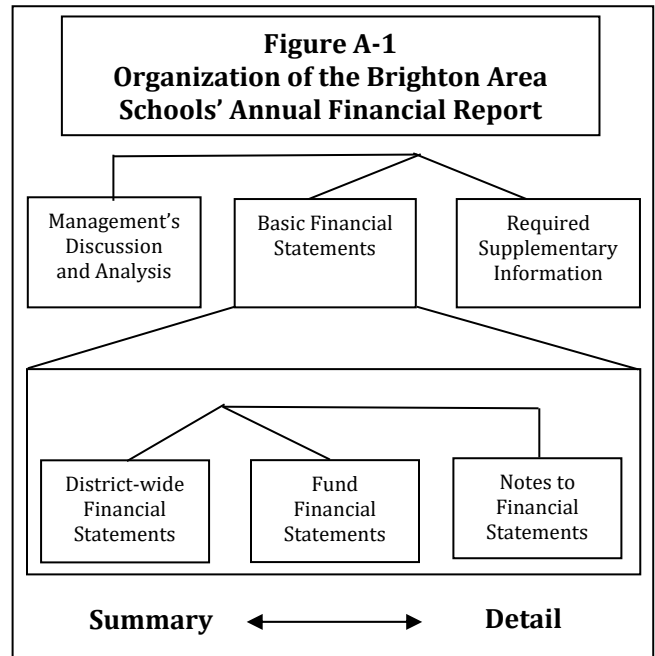 Figure A-1
Organization of the Brighton Area
Schools’ Annual Financial Report
Management’s
Discussion
and Analysis
Basic Financial
Statements
Required
Supplementary
Information
District-wide
Financial
Statements
Fund
Financial
Statements
Notes to
Financial
Statements
Summary
Detail